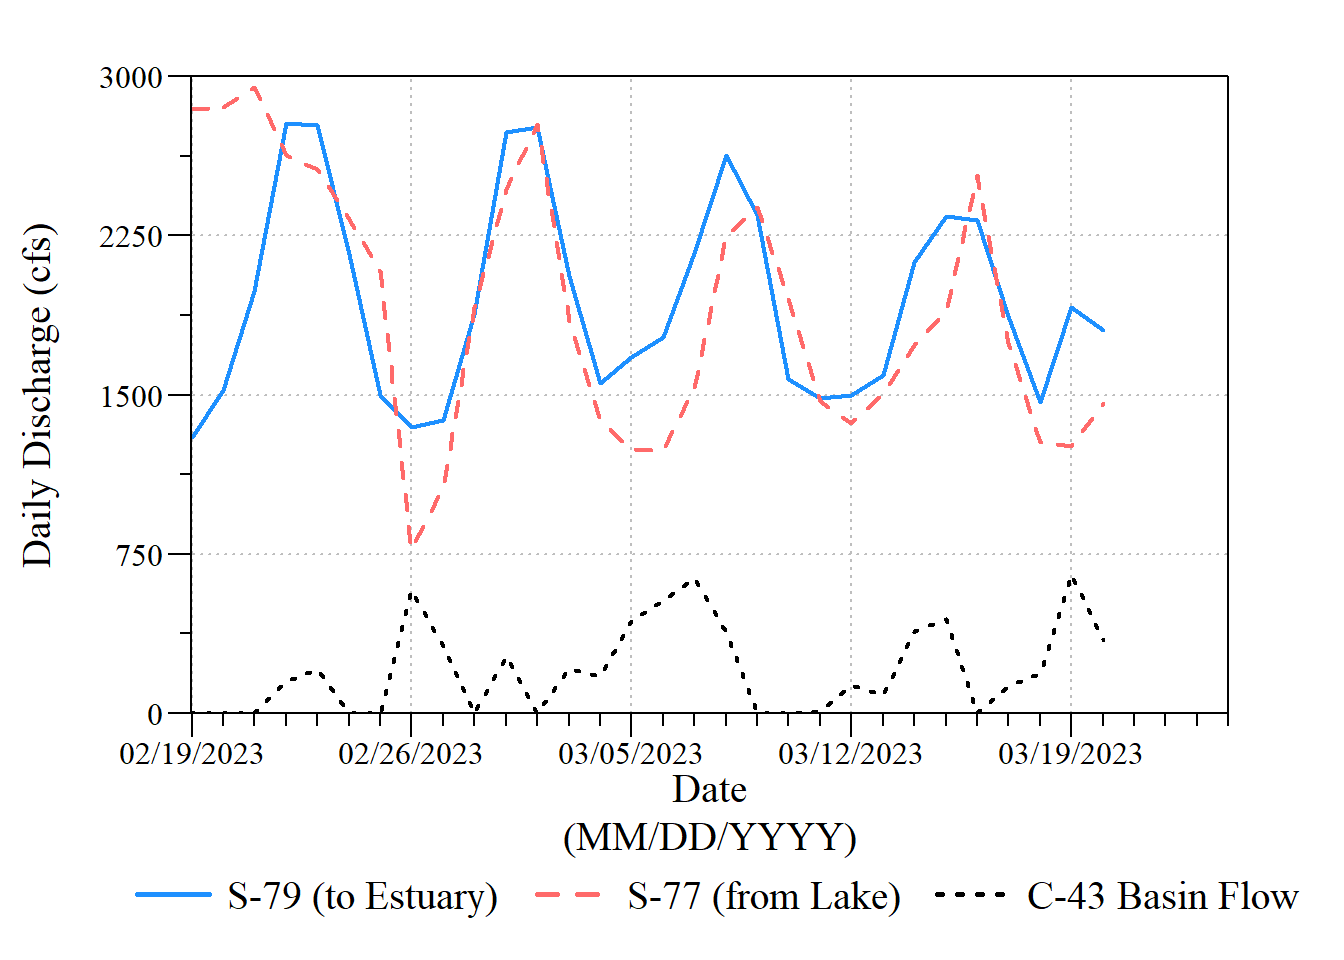 3000
2250
1500
750
0
Daily Discharge (cfs)
02/19/2023 02/26/2023 03/05/2023 03/12/2023 03/19/2023
Date
(MM/DD/YYYY)
S-79 (to Estuary) S-77 (from Lake) C-43 Basin Flow